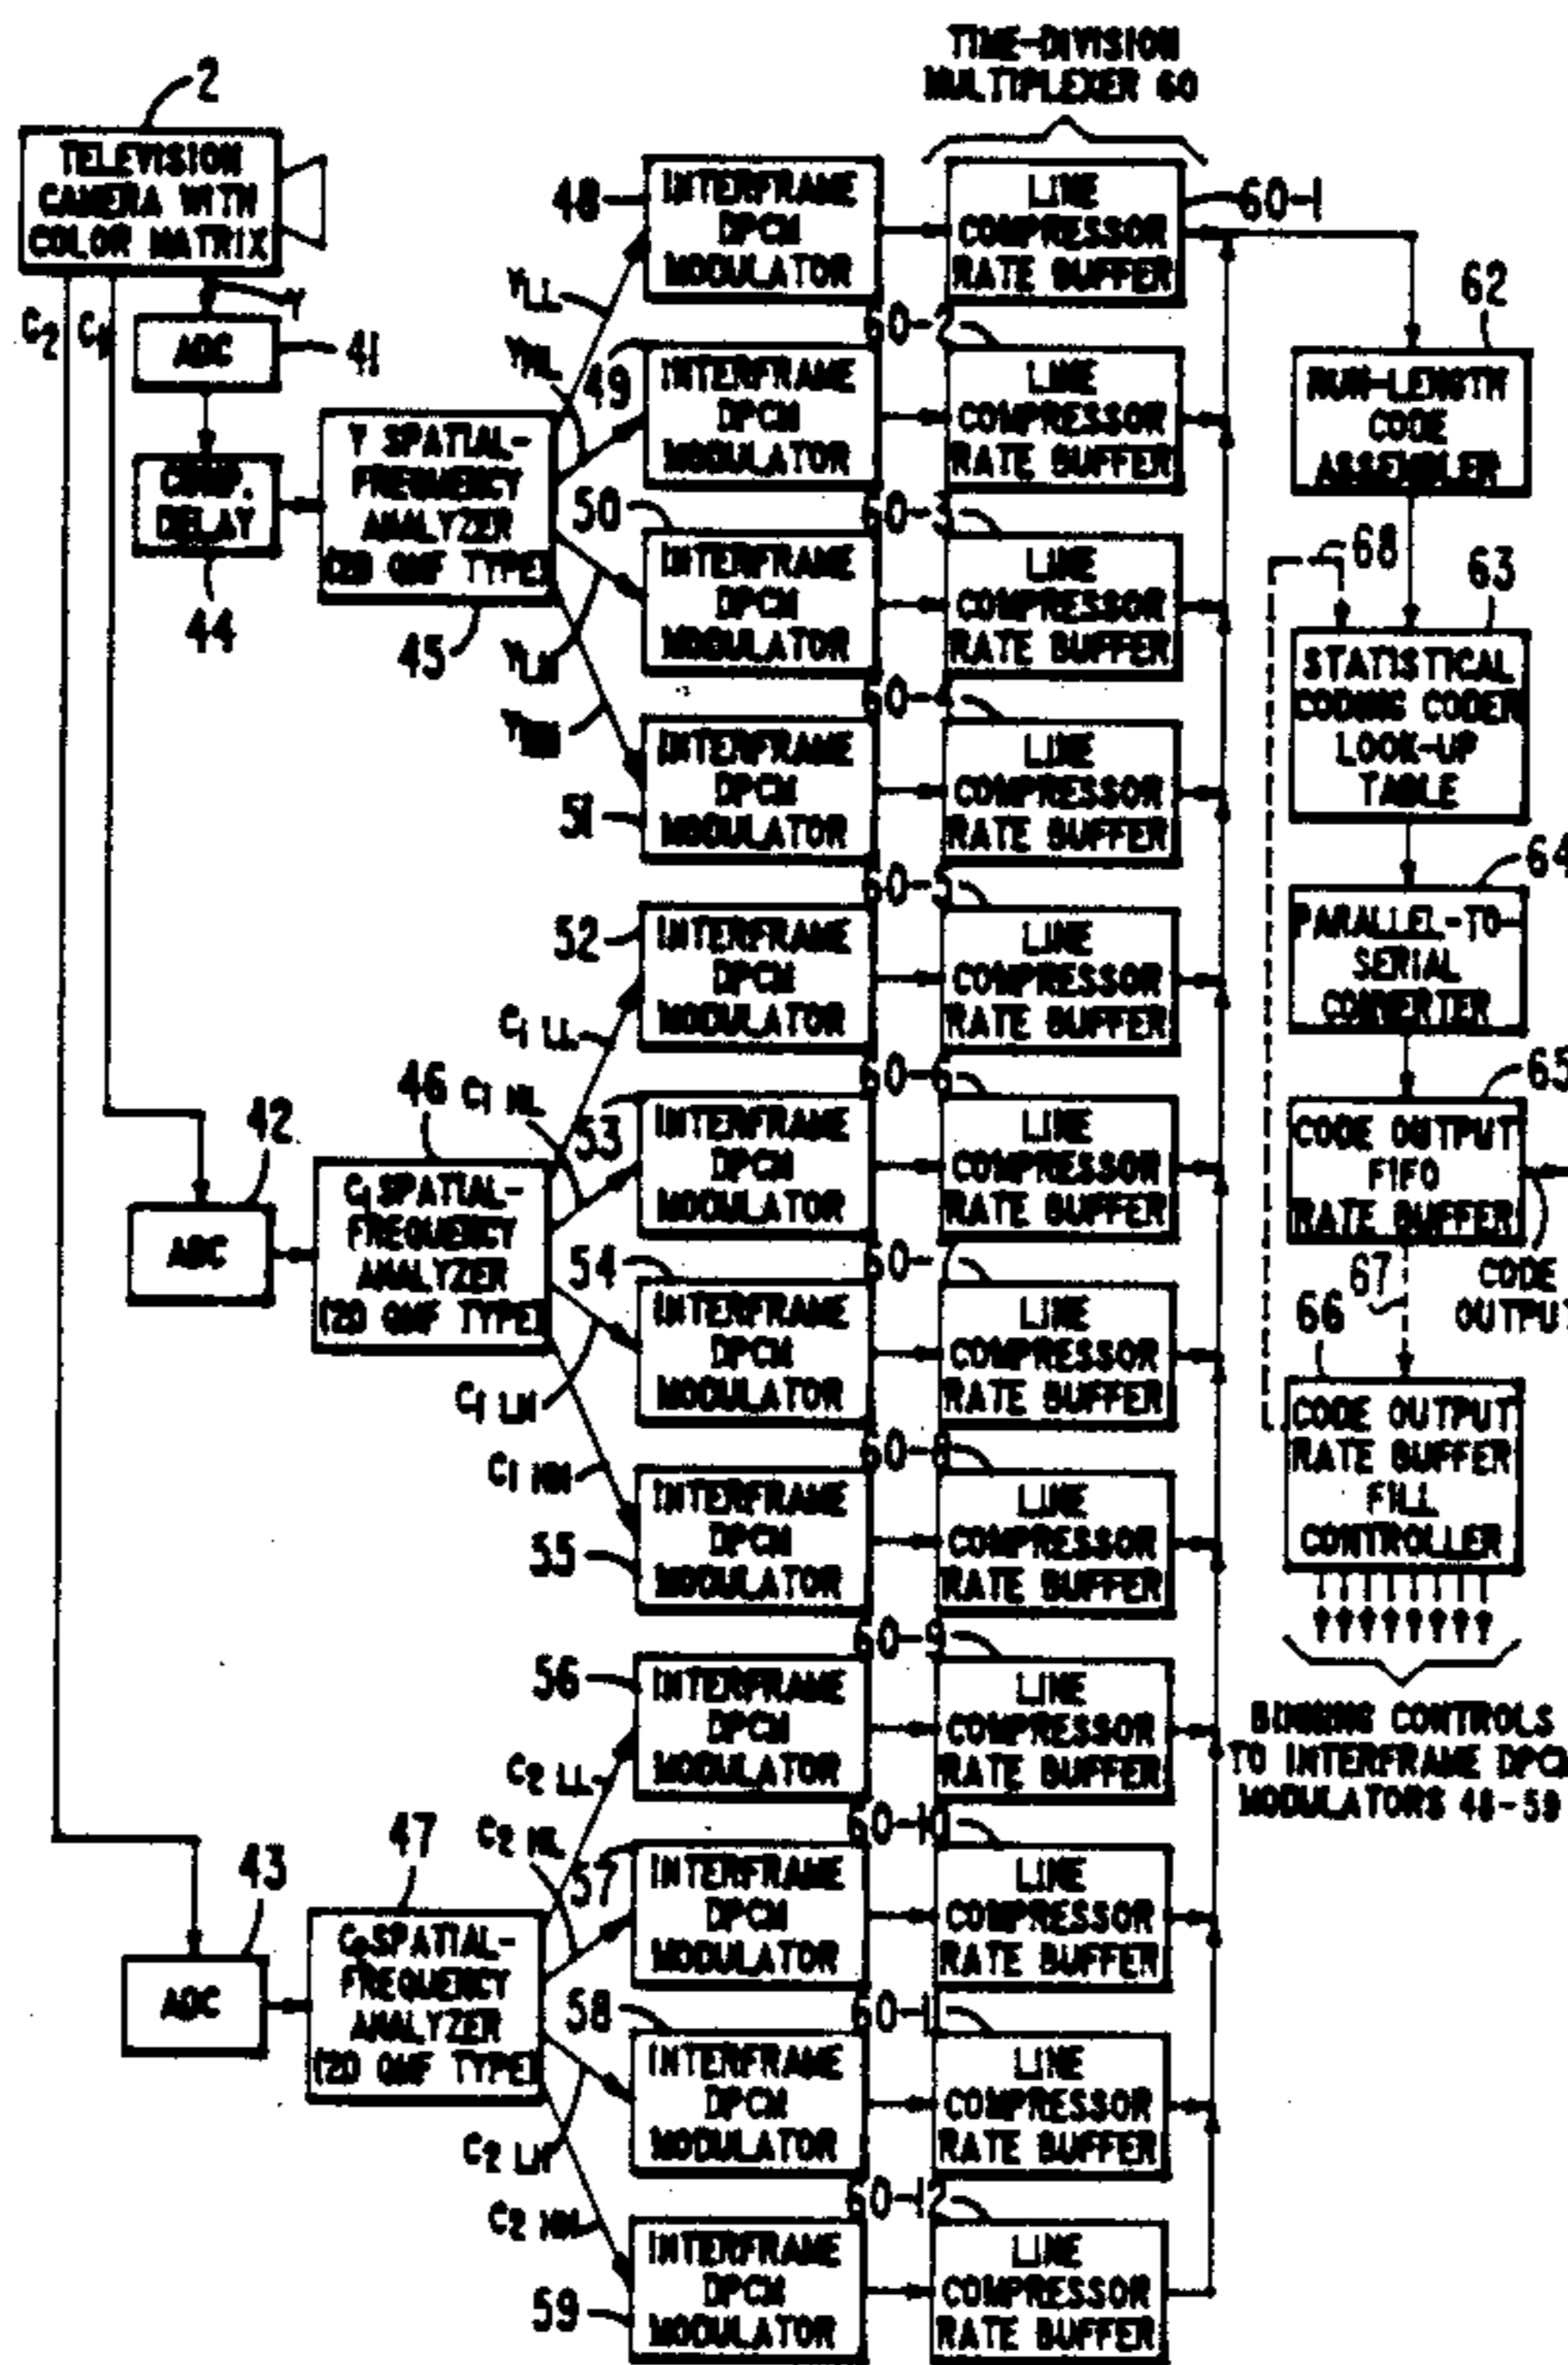 TIME-DIVISION
MULTIPLEXER 60
2
TELEVISION
CAMERA WITH
COLOR MATRIX
C2
C1
Y
ADC
41
COMP.
DELAY
44
Y SPATIAL-
FREQUENCY
ANALYZER
(2D QMF TYPE)
45
YLL
YHL
YLH
YHH
48
INTERFRAME
DPCM
MODULATOR
LINE
COMPRESSOR
RATE BUFFER
60-1
49
INTERFRAME
DPCM
MODULATOR
60-2
LINE
COMPRESSOR
RATE BUFFER
50
INTERFRAME
DPCM
MODULATOR
60-3
LINE
COMPRESSOR
RATE BUFFER
51
INTERFRAME
DPCM
MODULATOR
60-4
LINE
COMPRESSOR
RATE BUFFER
42
ADC
46
C1 SPATIAL-
FREQUENCY
ANALYZER
(2D QMF TYPE)
C1 LL
C1 HL
C1 LH
C1 HH
52
INTERFRAME
DPCM
MODULATOR
60-5
LINE
COMPRESSOR
RATE BUFFER
53
INTERFRAME
DPCM
MODULATOR
60-6
LINE
COMPRESSOR
RATE BUFFER
54
INTERFRAME
DPCM
MODULATOR
60-7
LINE
COMPRESSOR
RATE BUFFER
55
INTERFRAME
DPCM
MODULATOR
60-8
LINE
COMPRESSOR
RATE BUFFER
43
ADC
47
C2 SPATIAL-
FREQUENCY
ANALYZER
(2D QMF TYPE)
C2 LL
C2 HL
C2 LH
C2 HH
56
INTERFRAME
DPCM
MODULATOR
60-9
LINE
COMPRESSOR
RATE BUFFER
57
INTERFRAME
DPCM
MODULATOR
60-10
LINE
COMPRESSOR
RATE BUFFER
58
INTERFRAME
DPCM
MODULATOR
60-11
LINE
COMPRESSOR
RATE BUFFER
59
INTERFRAME
DPCM
MODULATOR
60-12
LINE
COMPRESSOR
RATE BUFFER
62
RUN-LENGTH
CODE
ASSEMBLER
68
63
STATISTICAL
CODING CODER
LOOK-UP
TABLE
64
PARALLEL-TO-
SERIAL
CONVERTER
65
CODE OUTPUT
FIFO
RATE BUFFER
67
CODE
OUTPUT
66
CODE OUTPUT
RATE BUFFER
FILL
CONTROLLER
BINNING CONTROLS
TO INTERFRAME DPCM
MODULATORS 48-59